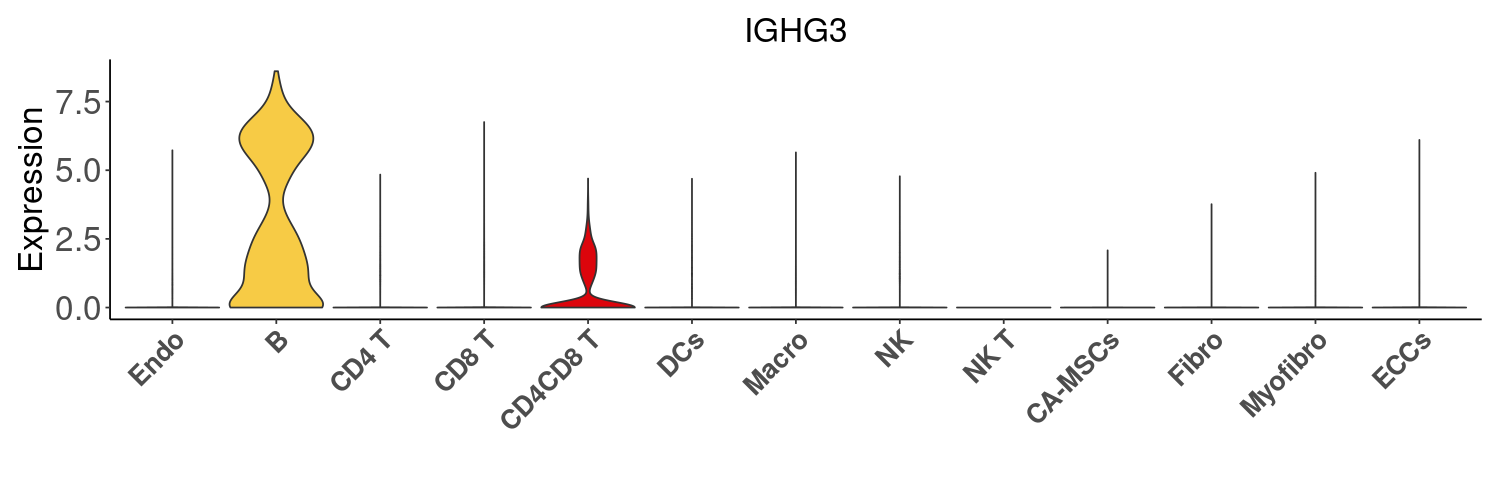 IGHG3
Expression
7.5
5.0
2.5
0.0
Endo
B
CD4 T
CD8 T
CD4CD8 T
DCs
Macro
NK
NK T
CA-MSCs
Fibro
Myofibro
ECCs